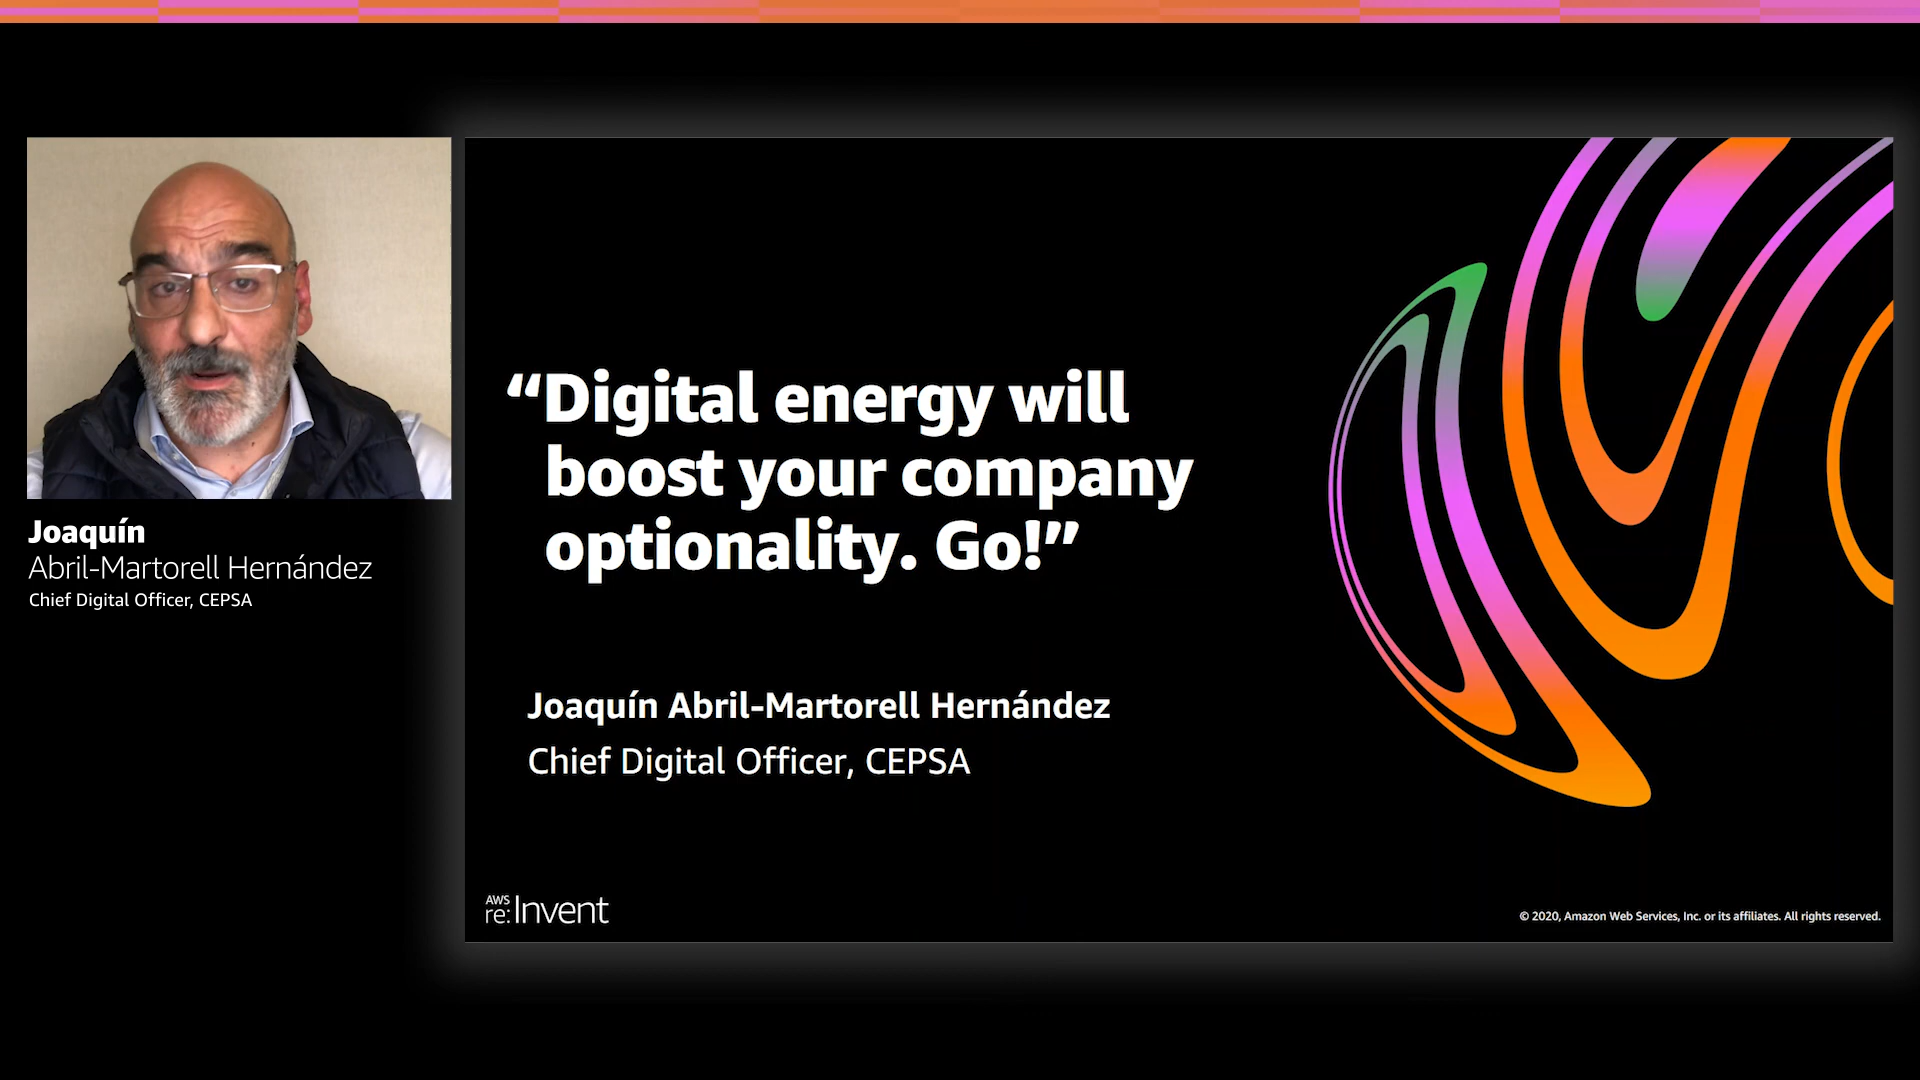 Joaquín
Abril-Martorell Hernández
Chief Digital Officer, CEPSA
“Digital energy will
boost your company
optionality. Go!”
Joaquín Abril-Martorell Hernández
Chief Digital Officer, CEPSA
AWS
re:Invent
© 2020, Amazon Web Services, Inc. or its affiliates. All rights reserved.